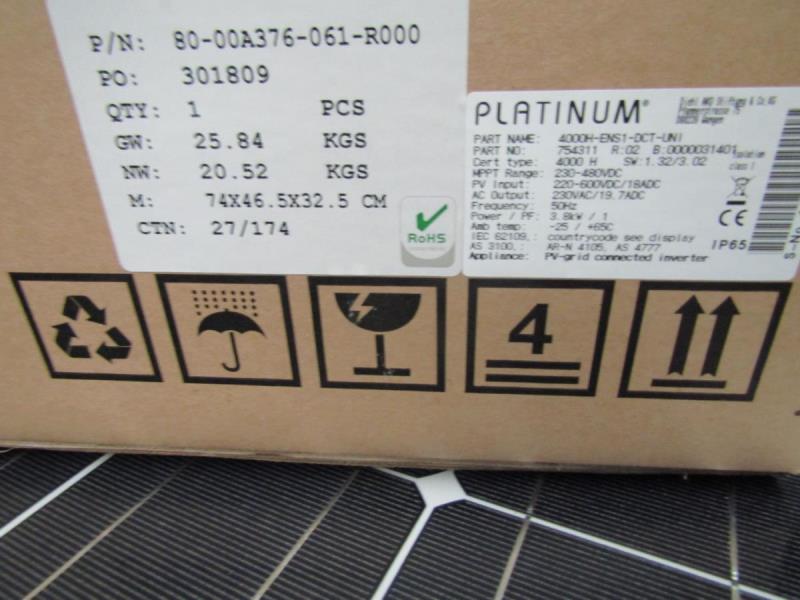 P/N: 80-00A376-061-R000
PO: 301809
QTY: 1 PCS
GW: 25.84 KGS
NW: 20.52 KGS
M: 74X46.5X32.5 CM
CTN: 27/174
RoHS
PLATINUM®
PART NAME: 4000H-ENS1-DCT-UNI
PART NO: 754311 R:02 B:0000031401
Cert type: 4000 H SW:1.32/3.02
MPPT Range: 230-480VDC
PV Input: 220-600VDC/18ADC
AC Output: 230VAC/19.7ADC
Frequency: 50Hz
Power / PF: 3.8kW / 1
Amb temp: -25 / +65C
IEC 62109,: countrycode see display
AS 3100,: AR-N 4105, AS 4777
Appliance: PV-grid connected inverter
isolation
class I
CE
IP65
S-No
4